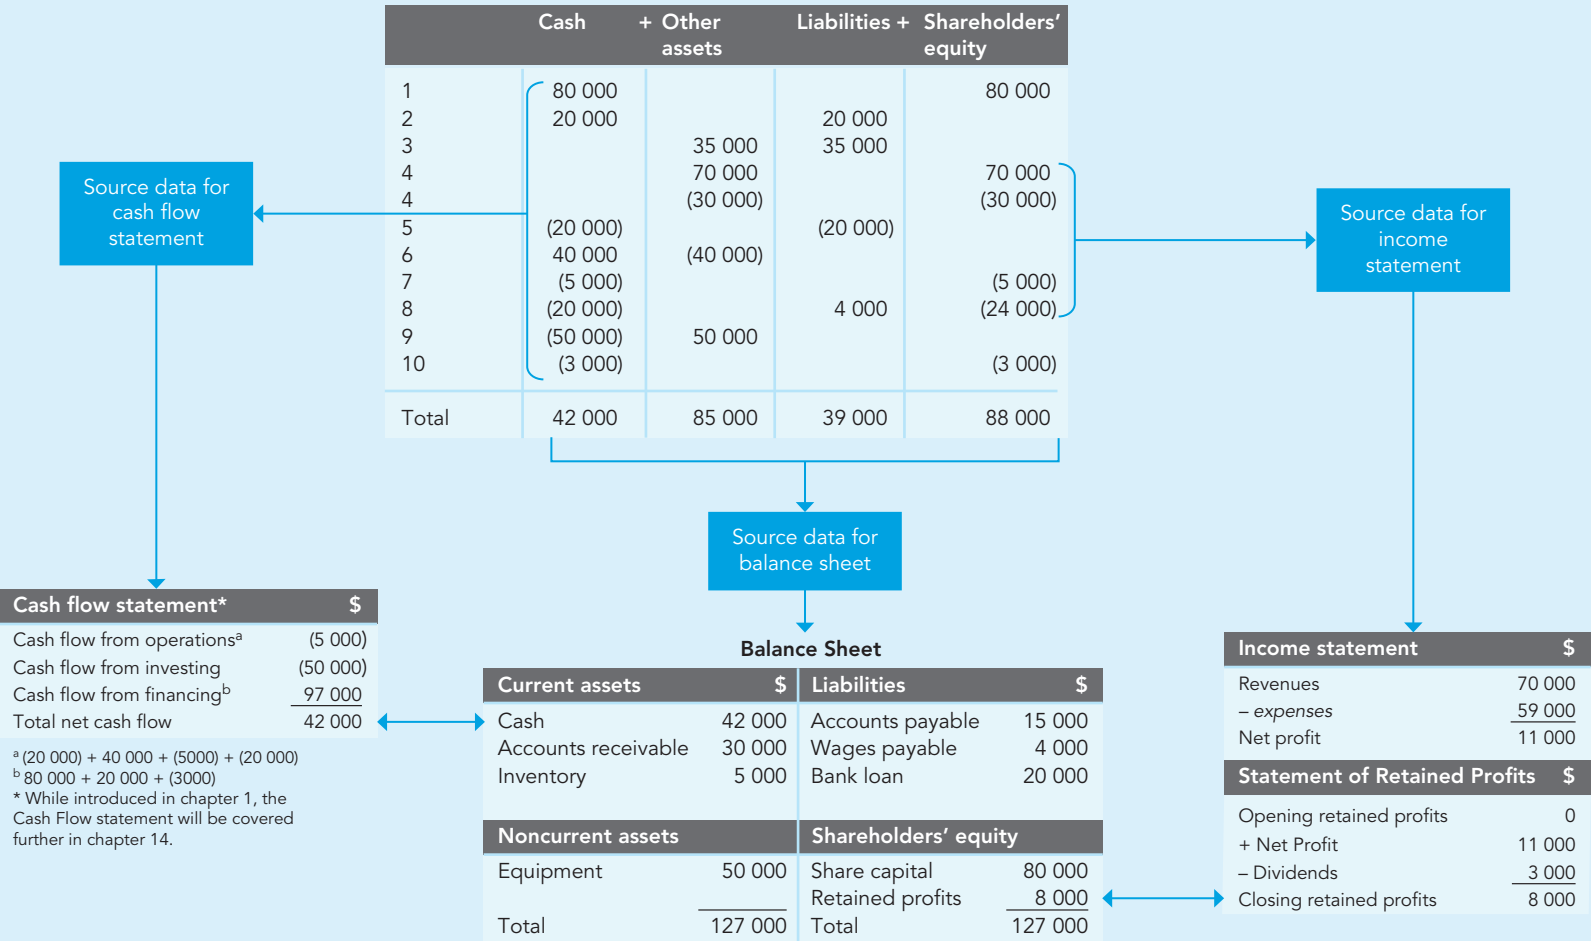 Cash + Other assets Liabilities + Shareholders’ equity
1 80 000 80 000
2 20 000 20 000
3 35 000 35 000
4 70 000 70 000
4 (30 000) (30 000)
5 (20 000) (20 000)
6 40 000 (40 000)
7 (5 000) (5 000)
8 (20 000) 4 000 (24 000)
9 (50 000) 50 000
10 (3 000) (3 000)
Total 42 000 85 000 39 000 88 000
Source data for
cash flow
statement
Source data for
income
statement
Source data for
balance sheet
Cash flow statement* $
Cash flow from operationsᵃ (5 000)
Cash flow from investing (50 000)
Cash flow from financingᵇ 97 000
Total net cash flow 42 000
ᵃ (20 000) + 40 000 + (5000) + (20 000)
ᵇ 80 000 + 20 000 + (3000)
* While introduced in chapter 1, the
Cash Flow statement will be covered
further in chapter 14.
Balance Sheet
Current assets $ Liabilities $
Cash 42 000 Accounts payable 15 000
Accounts receivable 30 000 Wages payable 4 000
Inventory 5 000 Bank loan 20 000
Noncurrent assets Shareholders’ equity
Equipment 50 000 Share capital 80 000
Retained profits 8 000
Total 127 000 Total 127 000
Income statement $
Revenues 70 000
– expenses 59 000
Net profit 11 000
Statement of Retained Profits $
Opening retained profits 0
+ Net Profit 11 000
– Dividends 3 000
Closing retained profits 8 000